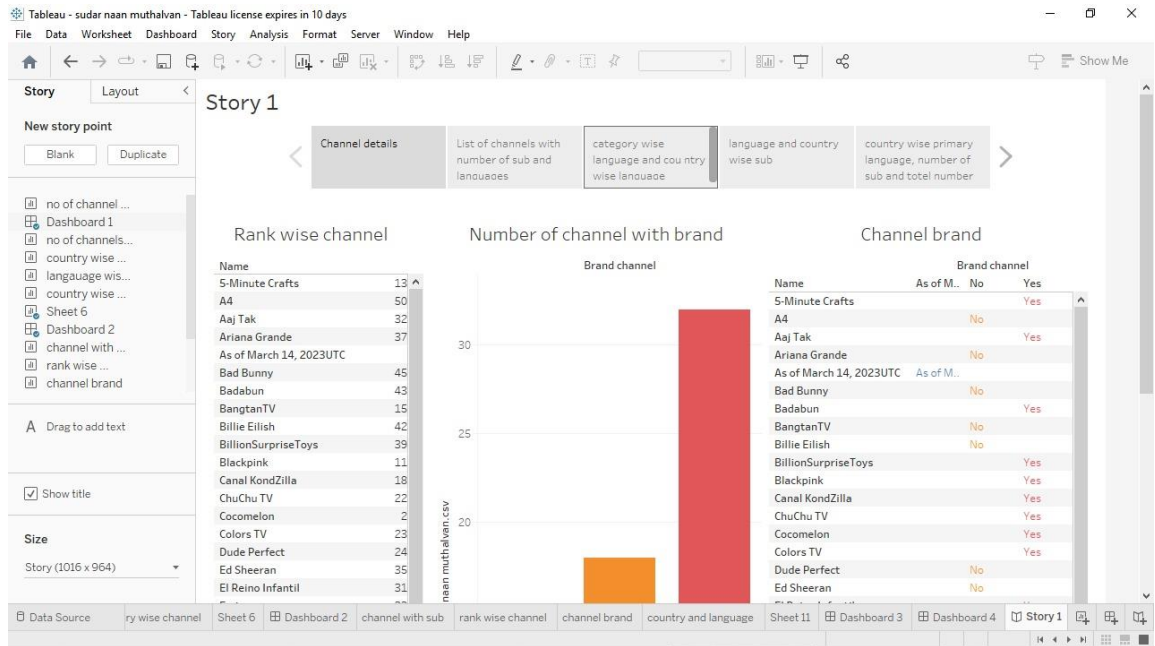 Tableau - sudar naan muthalvan - Tableau license expires in 10 days
File Data Worksheet Dashboard Story Analysis Format Server Window Help
Show Me
Story Layout
New story point
Blank Duplicate
no of channel ...
Dashboard 1
no of channels...
country wise ...
langauage wis...
country wise ...
Sheet 6
Dashboard 2
channel with ...
rank wise ...
channel brand
A Drag to add text
Show title
Size
Story (1016 x 964)
Story 1
Channel details
List of channels with
number of sub and
languages
category wise
language and country
wise language
language and country
wise sub
country wise primary
language, number of
sub and totel number
Rank wise channel
Name
5-Minute Crafts 13
A4 50
Aaj Tak 32
Ariana Grande 37
As of March 14, 2023UTC
Bad Bunny 45
Badabun 43
BangtanTV 15
Billie Eilish 42
BillionSurpriseToys 39
Blackpink 11
Canal KondZilla 18
ChuChu TV 22
Cocomelon 2
Colors TV 23
Dude Perfect 24
Ed Sheeran 35
El Reino Infantil 31
Number of channel with brand
Brand channel
30
25
20
naan muthalvan.csv
Channel brand
Brand channel
Name As of M.. No Yes
5-Minute Crafts Yes
A4 No
Aaj Tak Yes
Ariana Grande No
As of March 14, 2023UTC As of M..
Bad Bunny No
Badabun Yes
BangtanTV No
Billie Eilish No
BillionSurpriseToys Yes
Blackpink Yes
Canal KondZilla Yes
ChuChu TV Yes
Cocomelon Yes
Colors TV Yes
Dude Perfect No
Ed Sheeran No
Data Source ry wise channel Sheet 6 Dashboard 2 channel with sub rank wise channel channel brand country and language Sheet 11 Dashboard 3 Dashboard 4 Story 1